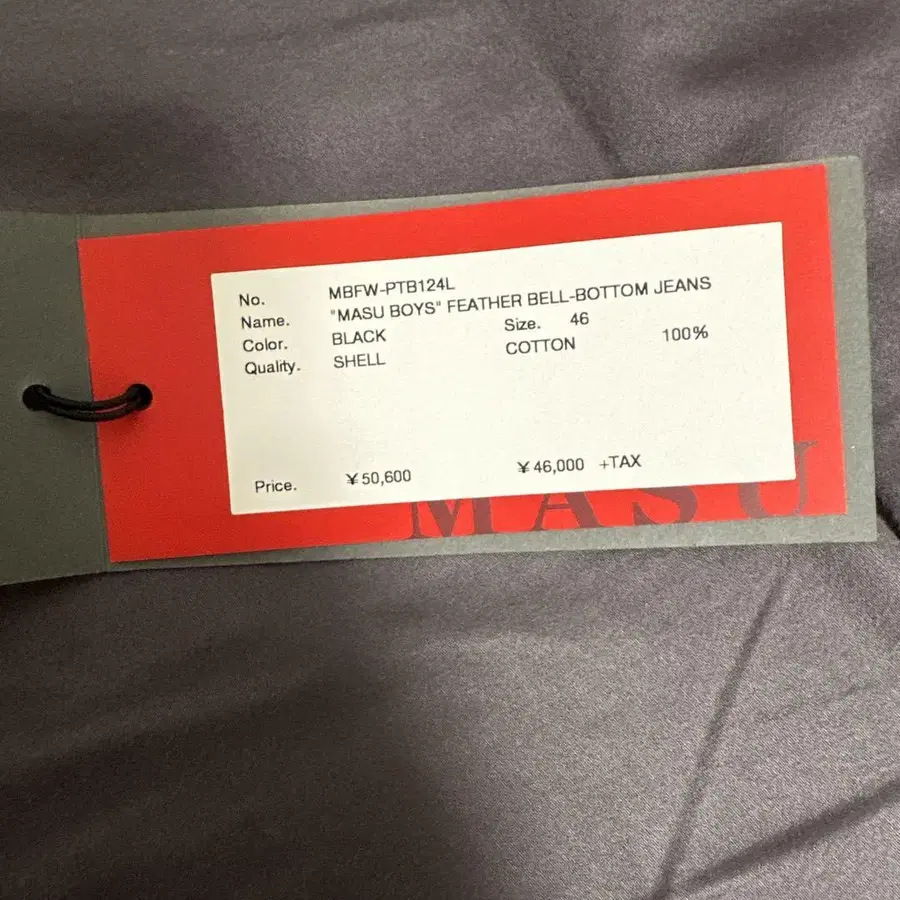 No. MBFW-PTB124L
Name. "MASU BOYS" FEATHER BELL-BOTTOM JEANS
Color. BLACK Size. 46
Quality. SHELL COTTON 100%
Price. ¥50,600 ¥46,000 +TAX
MASU